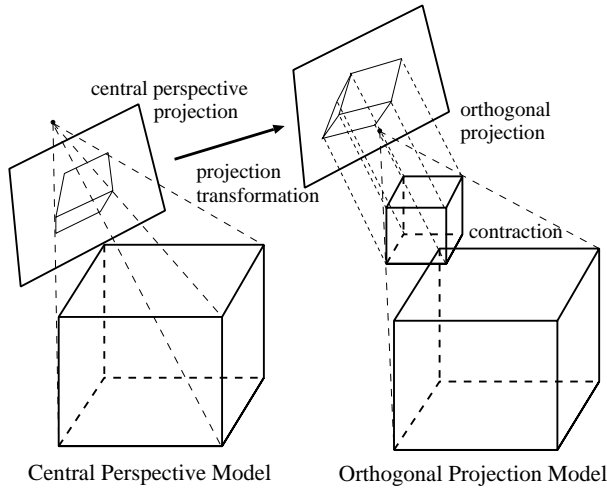 central perspective
projection
orthogonal
projection
projection
transformation
contraction
Central Perspective Model
Orthogonal Projection Model